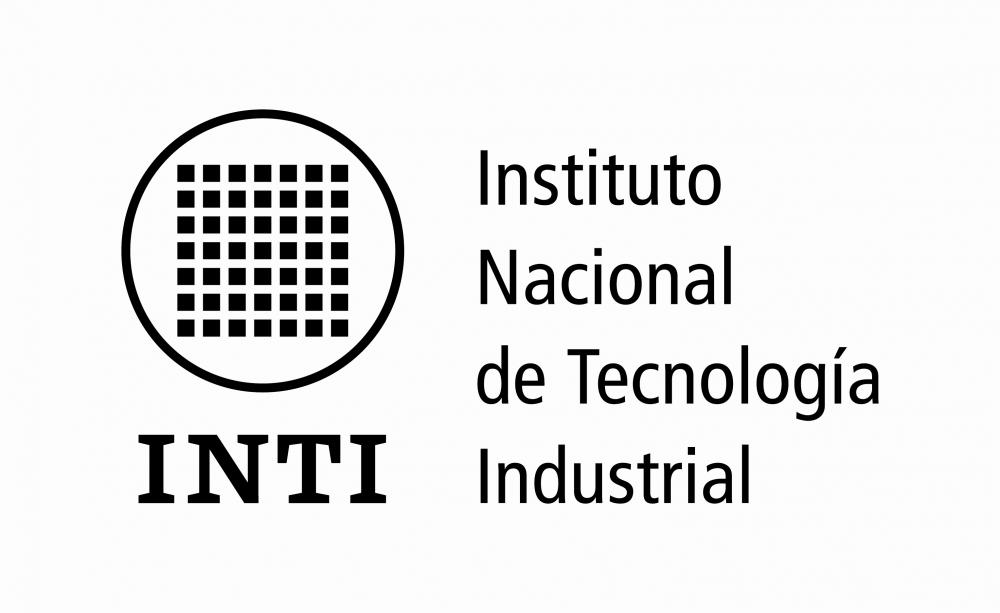 INTI
Instituto
Nacional
de Tecnología
Industrial